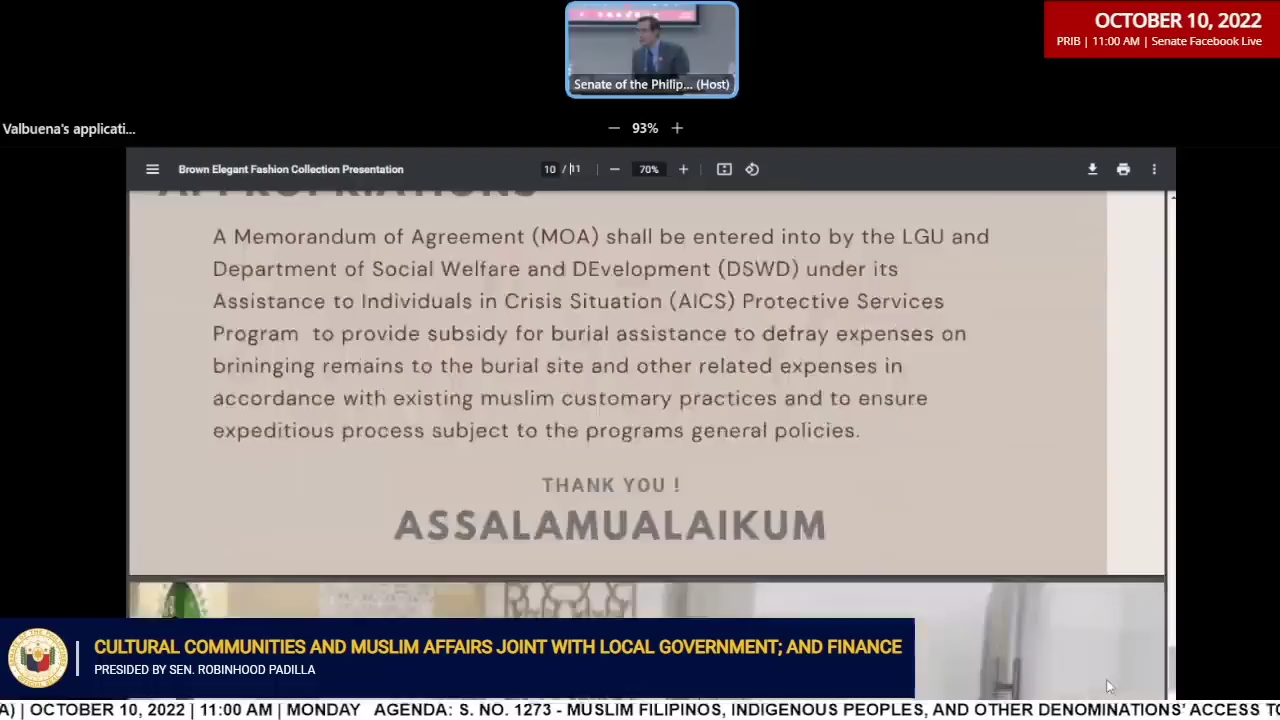 OCTOBER 10, 2022
PRIB | 11:00 AM | Senate Facebook Live
Senate of the Philip... (Host)
Valbuena's applicati...
93%
Brown Elegant Fashion Collection Presentation
10 / 11
70%
APPROPRIATIONS
A Memorandum of Agreement (MOA) shall be entered into by the LGU and
Department of Social Welfare and DEvelopment (DSWD) under its
Assistance to Individuals in Crisis Situation (AICS) Protective Services
Program to provide subsidy for burial assistance to defray expenses on
brininging remains to the burial site and other related expenses in
accordance with existing muslim customary practices and to ensure
expeditious process subject to the programs general policies.
THANK YOU !
ASSALAMUALAIKUM
CULTURAL COMMUNITIES AND MUSLIM AFFAIRS JOINT WITH LOCAL GOVERNMENT; AND FINANCE
PRESIDED BY SEN. ROBINHOOD PADILLA
A) | OCTOBER 10, 2022 | 11:00 AM | MONDAY AGENDA: S. NO. 1273 - MUSLIM FILIPINOS, INDIGENOUS PEOPLES, AND OTHER DENOMINATIONS' ACCESS TO